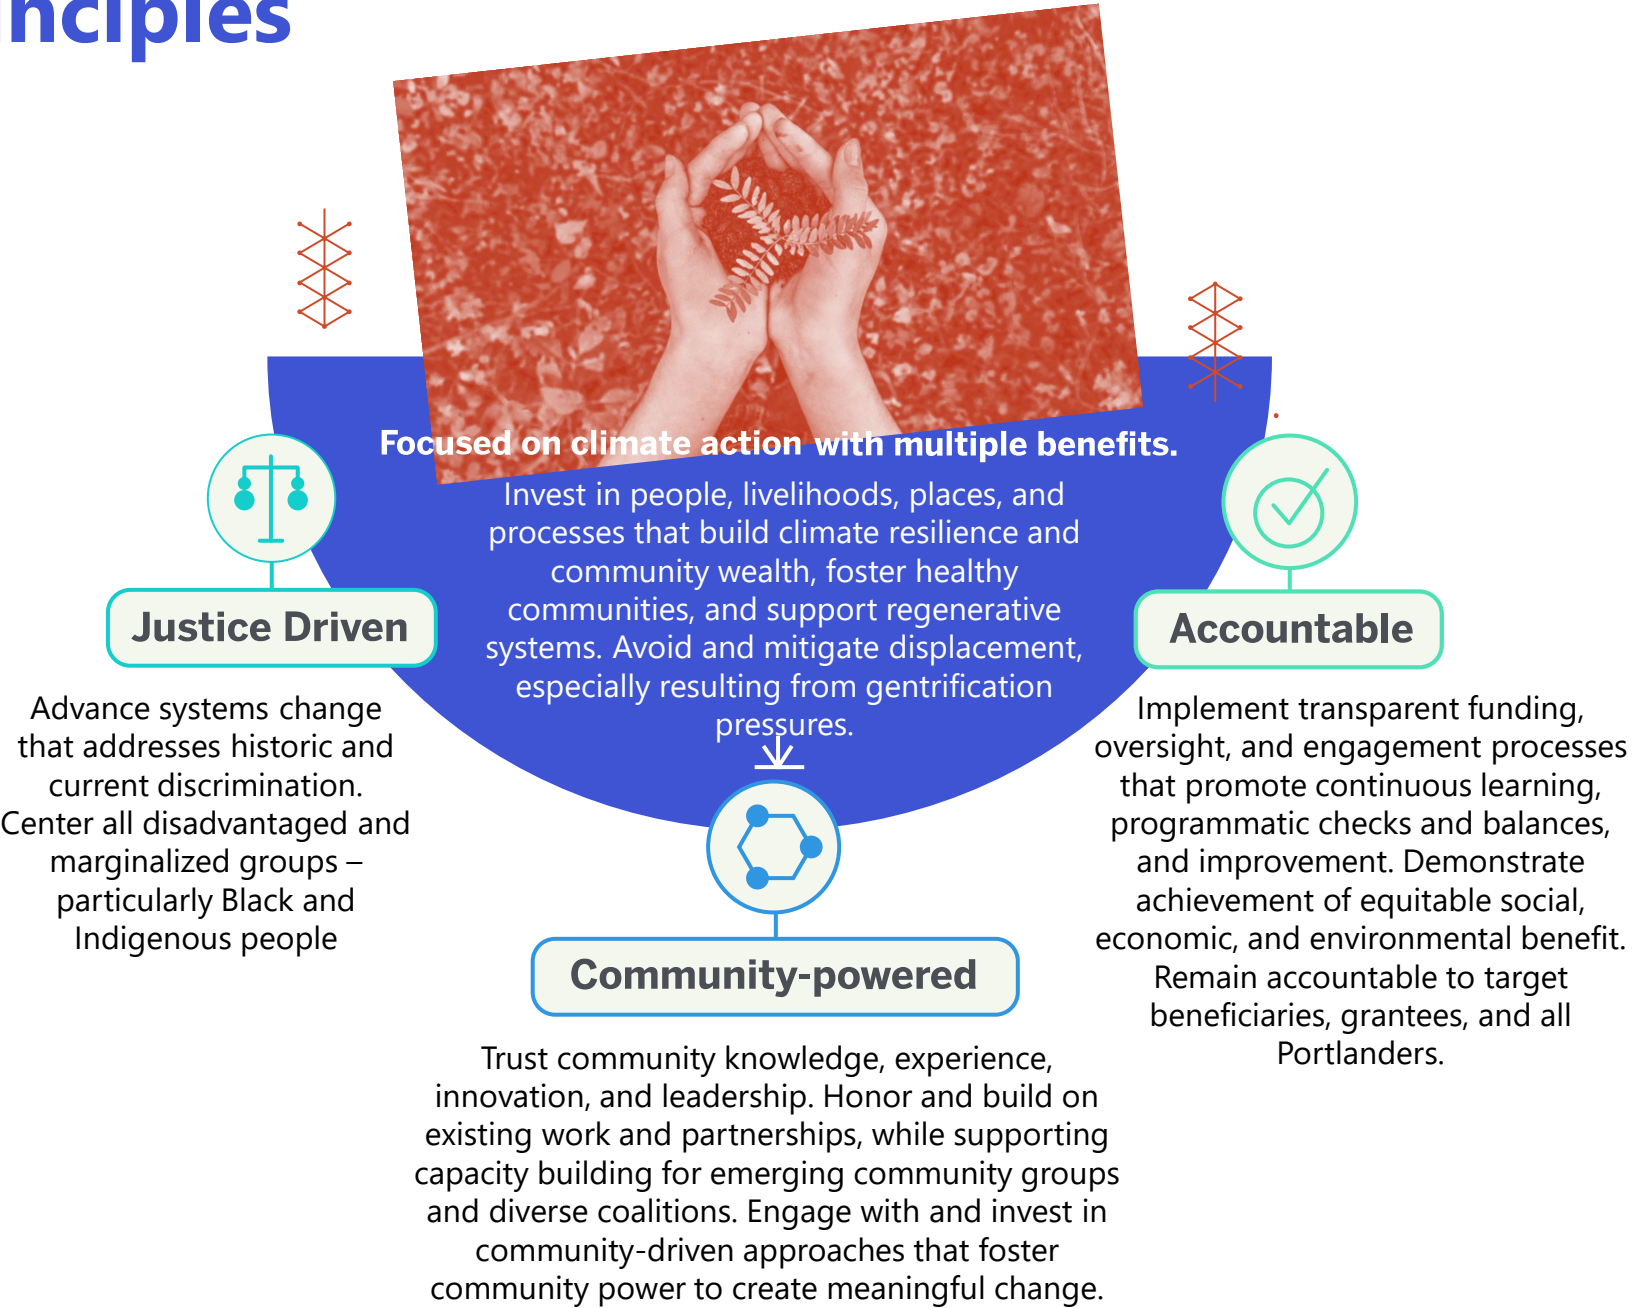 inciples
Focused on climate action with multiple benefits.
Invest in people, livelihoods, places, and
processes that build climate resilience and
community wealth, foster healthy
communities, and support regenerative
systems. Avoid and mitigate displacement,
especially resulting from gentrification
pressures.
Justice Driven
Advance systems change
that addresses historic and
current discrimination.
Center all disadvantaged and
marginalized groups –
particularly Black and
Indigenous people
Community-powered
Trust community knowledge, experience,
innovation, and leadership. Honor and build on
existing work and partnerships, while supporting
capacity building for emerging community groups
and diverse coalitions. Engage with and invest in
community-driven approaches that foster
community power to create meaningful change.
Accountable
Implement transparent funding,
oversight, and engagement processes
that promote continuous learning,
programmatic checks and balances,
and improvement. Demonstrate
achievement of equitable social,
economic, and environmental benefit.
Remain accountable to target
beneficiaries, grantees, and all
Portlanders.